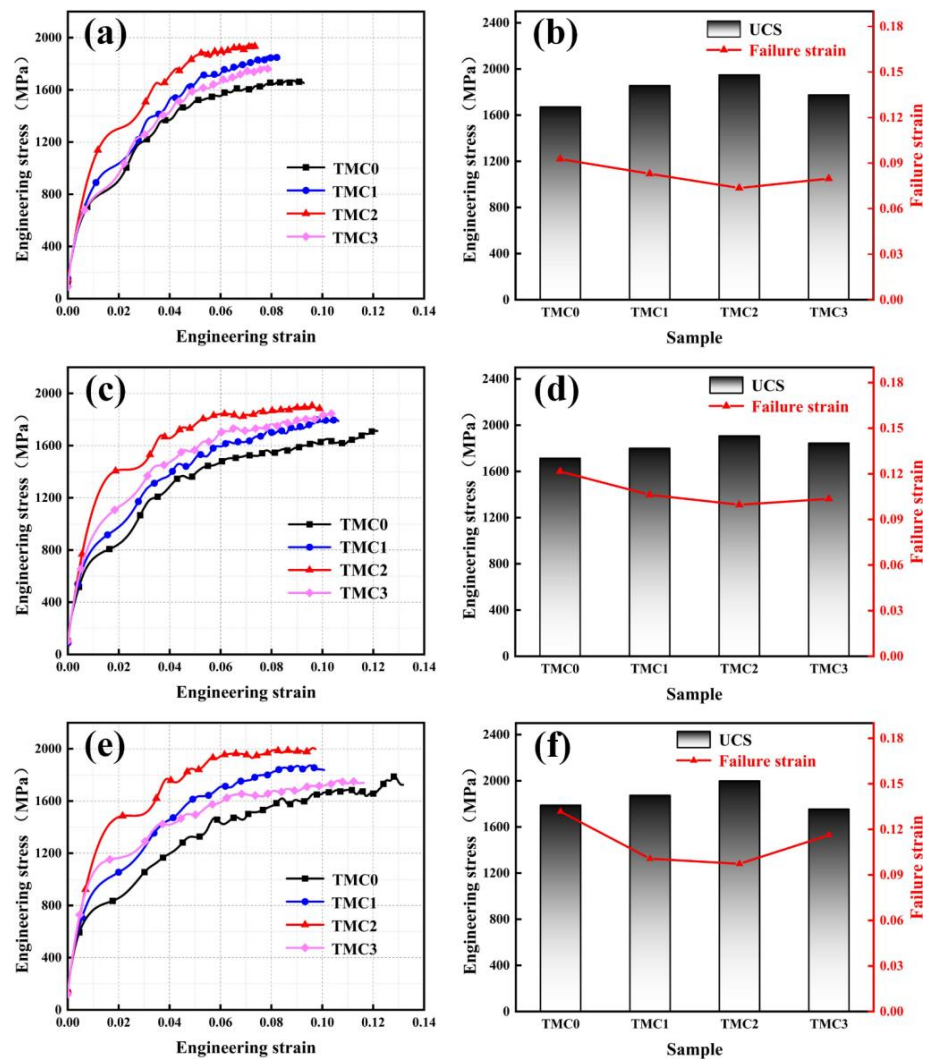 (a)
2000
1600
1200
800
400
0
Engineering stress （MPa)
TMC0
TMC1
TMC2
TMC3
0.00 0.02 0.04 0.06 0.08 0.10 0.12 0.14
Engineering strain
(b)
2400
2000
1600
1200
800
400
0
Engineering stress （MPa)
UCS
Failure strain
0.18
0.15
0.12
0.09
0.06
0.03
0.00
Failure strain
TMC0 TMC1 TMC2 TMC3
Sample
(c)
2000
1600
1200
800
400
0
Engineering stress （MPa)
TMC0
TMC1
TMC2
TMC3
0.00 0.02 0.04 0.06 0.08 0.10 0.12 0.14
Engineering strain
(d)
2400
2000
1600
1200
800
400
0
Engineering stress （MPa)
UCS
Failure strain
0.18
0.15
0.12
0.09
0.06
0.03
0.00
Failure strain
TMC0 TMC1 TMC2 TMC3
Sample
(e)
2000
1600
1200
800
400
0
Engineering stress （MPa)
TMC0
TMC1
TMC2
TMC3
0.00 0.02 0.04 0.06 0.08 0.10 0.12 0.14
Engineering strain
(f)
2400
2000
1600
1200
800
400
0
Engineering stress （MPa)
UCS
Failure strain
0.18
0.15
0.12
0.09
0.06
0.03
0.00
Failure strain
TMC0 TMC1 TMC2 TMC3
Sample